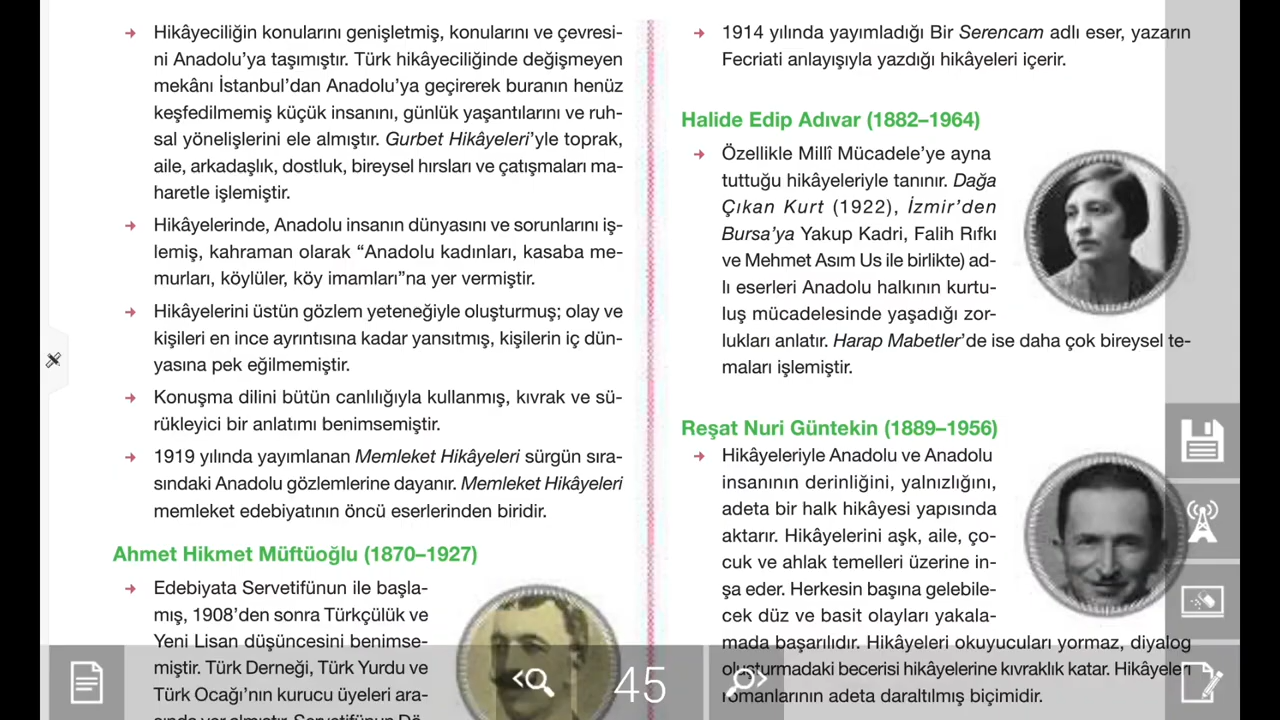 Hikâyeciliğin konularını genişletmiş, konularını ve çevresi-
ni Anadolu’ya taşımıştır. Türk hikâyeciliğinde değişmeyen
mekânı İstanbul’dan Anadolu’ya geçirerek buranın henüz
keşfedilmemiş küçük insanını, günlük yaşantılarını ve ruh-
sal yönelişlerini ele almıştır. Gurbet Hikâyeleri’yle toprak,
aile, arkadaşlık, dostluk, bireysel hırsları ve çatışmaları ma-
haretle işlemiştir.
Hikâyelerinde, Anadolu insanın dünyasını ve sorunlarını iş-
lemiş, kahraman olarak “Anadolu kadınları, kasaba me-
murları, köylüler, köy imamları”na yer vermiştir.
Hikâyelerini üstün gözlem yeteneğiyle oluşturmuş; olay ve
kişileri en ince ayrıntısına kadar yansıtmış, kişilerin iç dün-
yasına pek eğilmemiştir.
Konuşma dilini bütün canlılığıyla kullanmış, kıvrak ve sü-
rükleyici bir anlatımı benimsemiştir.
1919 yılında yayımlanan Memleket Hikâyeleri sürgün sıra-
sındaki Anadolu gözlemlerine dayanır. Memleket Hikâyeleri
memleket edebiyatının öncü eserlerinden biridir.
Ahmet Hikmet Müftüoğlu (1870–1927)
Edebiyata Servetifünun ile başla-
mış, 1908’den sonra Türkçülük ve
Yeni Lisan düşüncesini benimse-
miştir. Türk Derneği, Türk Yurdu ve
Türk Ocağı’nın kurucu üyeleri ara-
1914 yılında yayımladığı Bir Serencam adlı eser, yazarın
Fecriati anlayışıyla yazdığı hikâyeleri içerir.
Halide Edip Adıvar (1882–1964)
Özellikle Millî Mücadele’ye ayna
tuttuğu hikâyeleriyle tanınır. Dağa
Çıkan Kurt (1922), İzmir’den
Bursa’ya Yakup Kadri, Falih Rıfkı
ve Mehmet Asım Us ile birlikte) ad-
lı eserleri Anadolu halkının kurtu-
luş mücadelesinde yaşadığı zor-
lukları anlatır. Harap Mabetler’de ise daha çok bireysel te-
maları işlemiştir.
Reşat Nuri Güntekin (1889–1956)
Hikâyeleriyle Anadolu ve Anadolu
insanının derinliğini, yalnızlığını,
adeta bir halk hikâyesi yapısında
aktarır. Hikâyelerini aşk, aile, ço-
cuk ve ahlak temelleri üzerine in-
şa eder. Herkesin başına gelebile-
cek düz ve basit olayları yakala-
mada başarılıdır. Hikâyeleri okuyucuları yormaz, diyalog
oluşturmadaki becerisi hikâyelerine kıvraklık katar. Hikâyeleri
romanlarının adeta daraltılmış biçimidir.
45